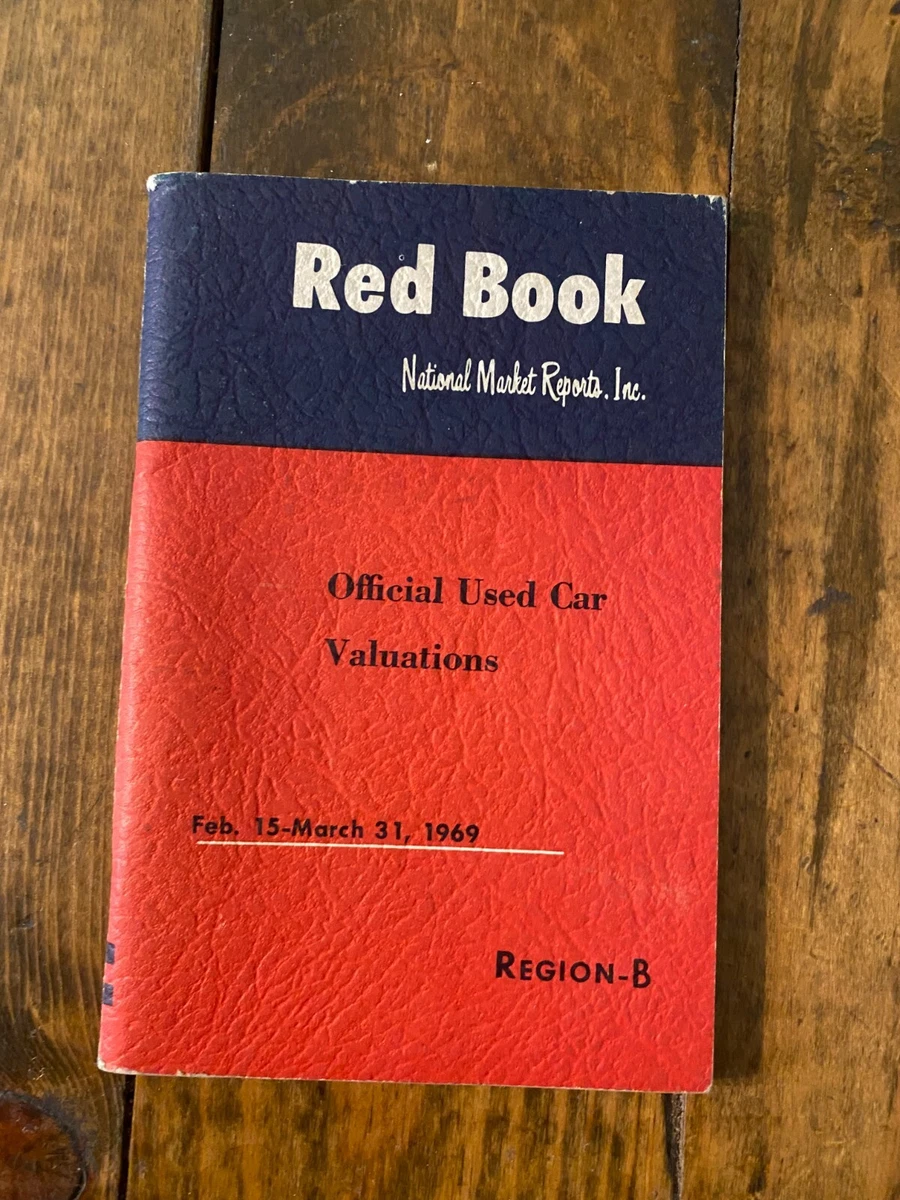 Red Book
National Market Reports, Inc.
Official Used Car
Valuations
Feb. 15-March 31, 1969
REGION-B